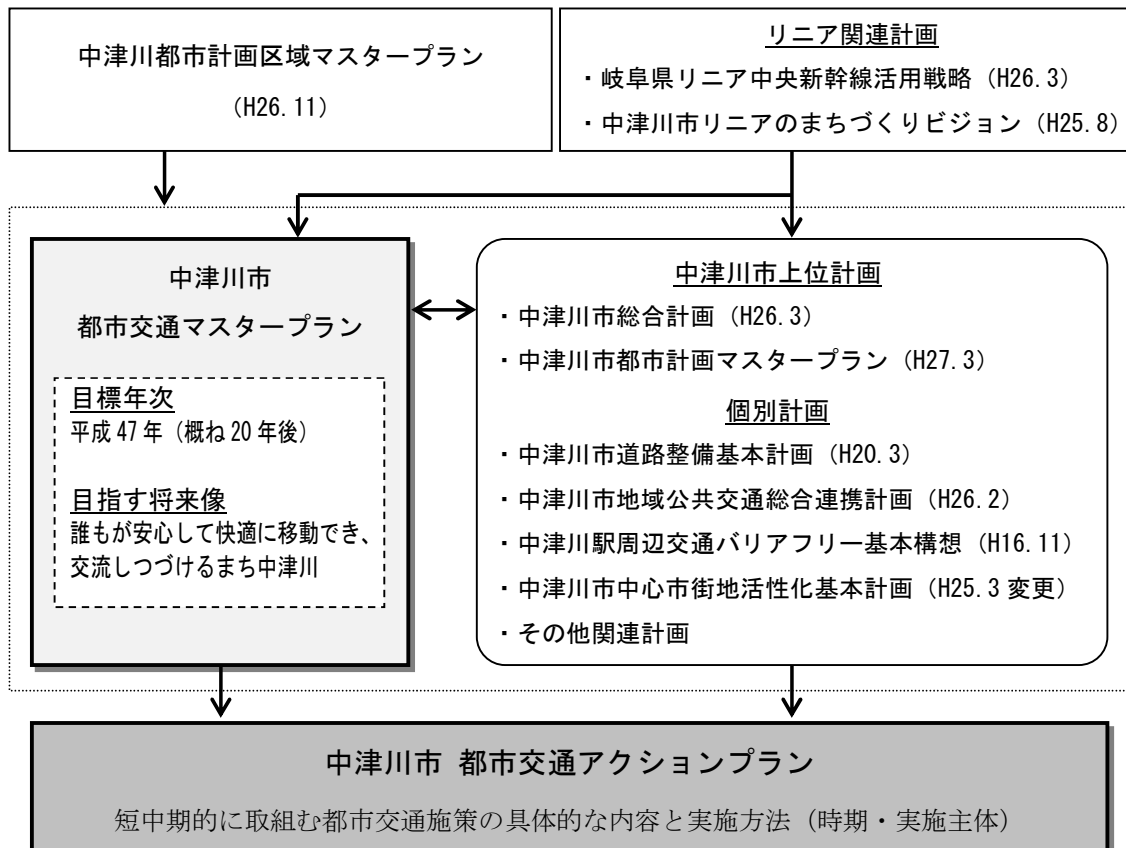 中津川都市計画区域マスタープラン
（H26.11）
リニア関連計画
・岐阜県リニア中央新幹線活用戦略（H26.3）
・中津川市リニアのまちづくりビジョン（H25.8）
中津川市
都市交通マスタープラン
目標年次
平成 47 年（概ね 20 年後）
目指す将来像
誰もが安心して快適に移動でき、
交流しつづけるまち中津川
中津川市上位計画
・中津川市総合計画（H26.3）
・中津川市都市計画マスタープラン（H27.3）
個別計画
・中津川市道路整備基本計画（H20.3）
・中津川市地域公共交通総合連携計画（H26.2）
・中津川駅周辺交通バリアフリー基本構想（H16.11）
・中津川市中心市街地活性化基本計画（H25.3 変更）
・その他関連計画
中津川市 都市交通アクションプラン
短中期的に取組む都市交通施策の具体的な内容と実施方法（時期・実施主体）